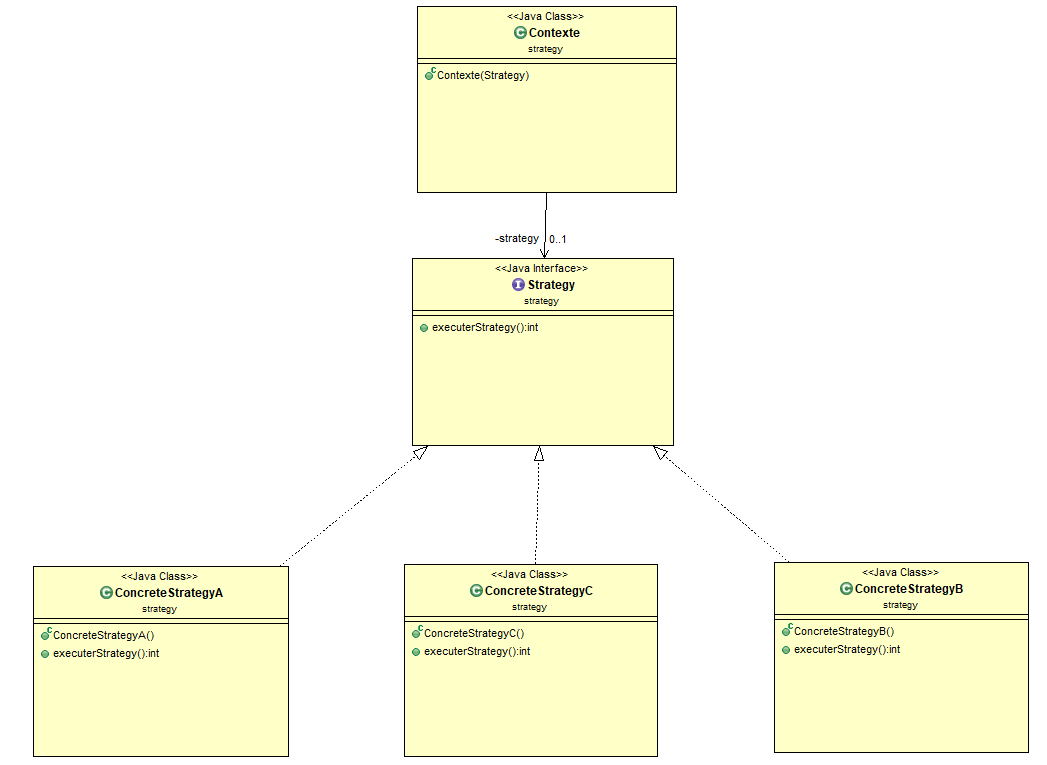 <<Java Class>>
Contexte
strategy
Contexte(Strategy)
-strategy 0..1
<<Java Interface>>
Strategy
strategy
executerStrategy():int
<<Java Class>>
ConcreteStrategyA
strategy
ConcreteStrategyA()
executerStrategy():int
<<Java Class>>
ConcreteStrategyC
strategy
ConcreteStrategyC()
executerStrategy():int
<<Java Class>>
ConcreteStrategyB
strategy
ConcreteStrategyB()
executerStrategy():int